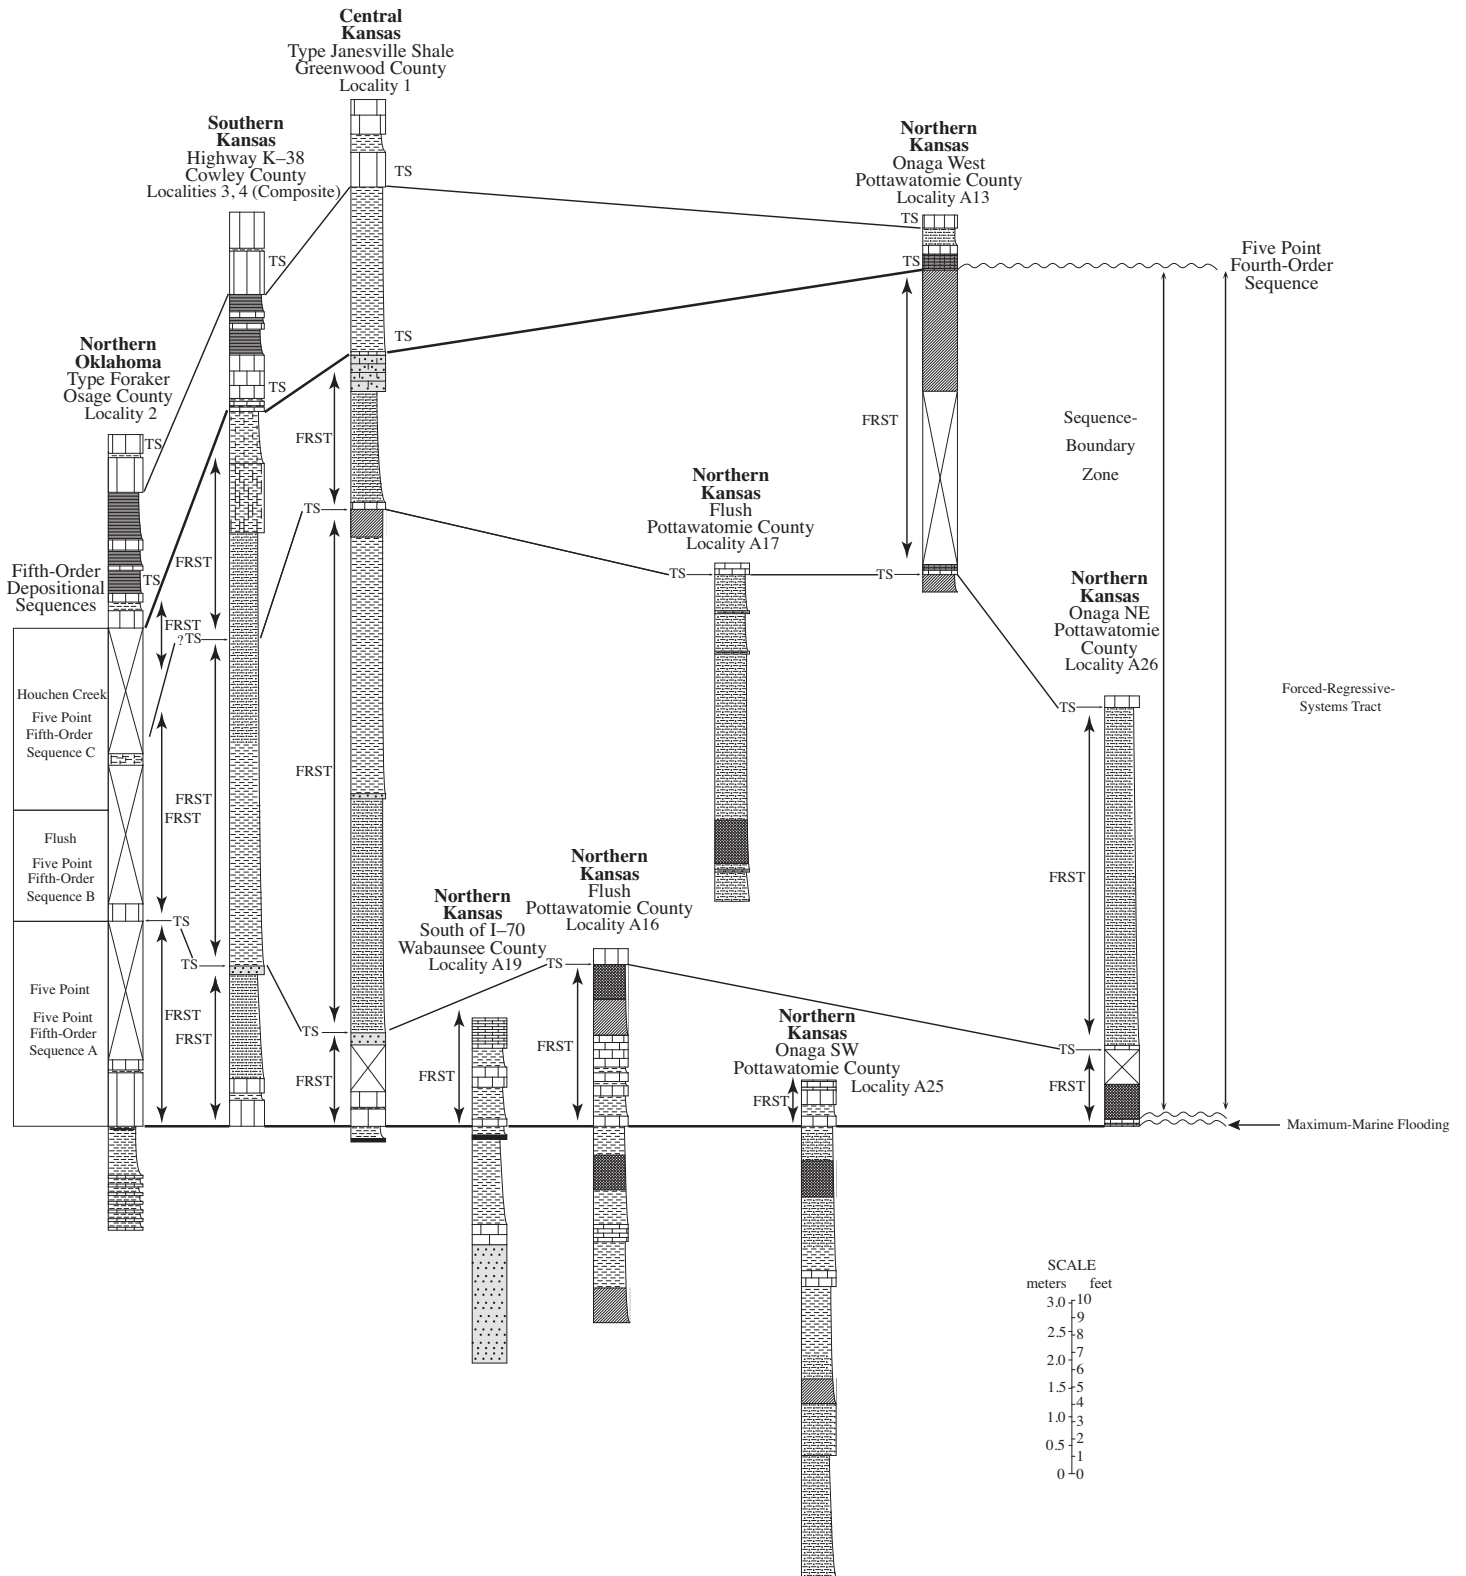 Central
Kansas
Type Janesville Shale
Greenwood County
Locality 1
Southern
Kansas
Highway K–38
Cowley County
Localities 3, 4 (Composite)
Northern
Kansas
Onaga West
Pottawatomie County
Locality A13
Northern
Oklahoma
Type Foraker
Osage County
Locality 2
Northern
Kansas
Flush
Pottawatomie County
Locality A17
Northern
Kansas
Onaga NE
Pottawatomie
County
Locality A26
Northern
Kansas
South of I–70
Wabaunsee County
Locality A19
Northern
Kansas
Flush
Pottawatomie County
Locality A16
Northern
Kansas
Onaga SW
Pottawatomie County
Locality A25
Five Point
Fourth-Order
Sequence
Sequence-
Boundary
Zone
Forced-Regressive-
Systems Tract
Maximum-Marine Flooding
Fifth-Order
Depositional
Sequences
Houchen Creek
Five Point
Fifth-Order
Sequence C
Flush
Five Point
Fifth-Order
Sequence B
Five Point
Five Point
Fifth-Order
Sequence A
TS
TS
FRST
FRST
TS
FRST
TS
TS
FRST
?TS
FRST
TS
FRST
TS
TS
FRST
TS
FRST
TS
FRST
FRST
TS
FRST
TS
FRST
TS
TS
FRST
TS
TS
FRST
TS
FRST
SCALE
meters feet
3.0 10
9
2.5 8
7
2.0 6
1.5 5
4
1.0 3
2
0.5 1
0 0